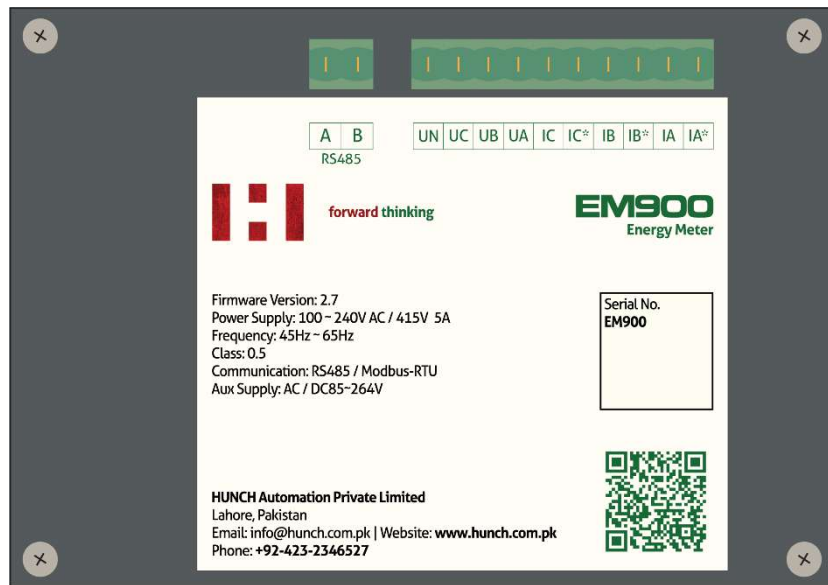 A B
RS485
UN UC UB UA IC IC* IB IB* IA IA*
forward thinking
EM900
Energy Meter
Firmware Version: 2.7
Power Supply: 100 ~ 240V AC / 415V 5A
Frequency: 45Hz ~ 65Hz
Class: 0.5
Communication: RS485 / Modbus-RTU
Aux Supply: AC / DC85~264V
Serial No.
EM900
HUNCH Automation Private Limited
Lahore, Pakistan
Email: info@hunch.com.pk | Website: www.hunch.com.pk
Phone: +92-423-2346527